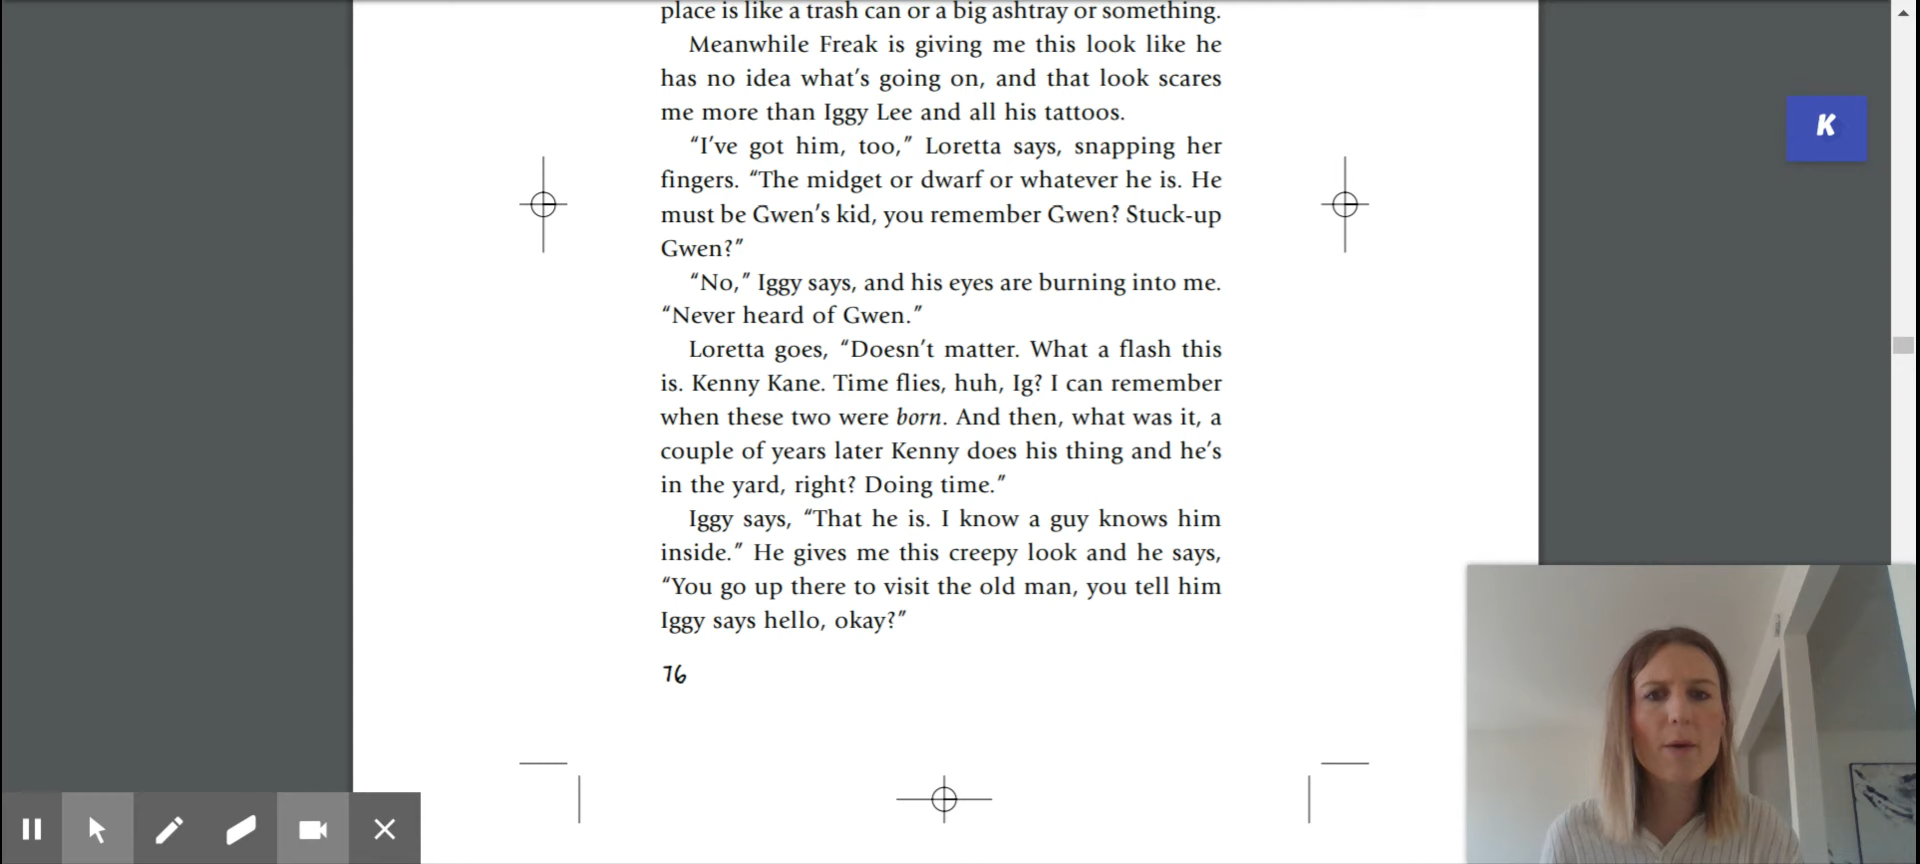 place is like a trash can or a big ashtray or something.
Meanwhile Freak is giving me this look like he
has no idea what’s going on, and that look scares
me more than Iggy Lee and all his tattoos.
“I’ve got him, too,” Loretta says, snapping her
fingers. “The midget or dwarf or whatever he is. He
must be Gwen’s kid, you remember Gwen? Stuck-up
Gwen?”
“No,” Iggy says, and his eyes are burning into me.
“Never heard of Gwen.”
Loretta goes, “Doesn’t matter. What a flash this
is. Kenny Kane. Time flies, huh, Ig? I can remember
when these two were born. And then, what was it, a
couple of years later Kenny does his thing and he’s
in the yard, right? Doing time.”
Iggy says, “That he is. I know a guy knows him
inside.” He gives me this creepy look and he says,
“You go up there to visit the old man, you tell him
Iggy says hello, okay?”
76
K